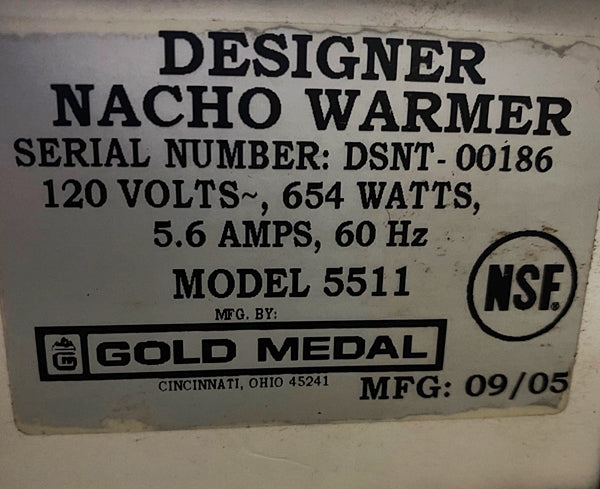 DESIGNER
NACHO WARMER
SERIAL NUMBER: DSNT-00186
120 VOLTS~, 654 WATTS,
5.6 AMPS, 60 Hz
MODEL 5511
NSF®
MFG. BY:
G GOLD MEDAL
CINCINNATI, OHIO 45241
MFG: 09/05